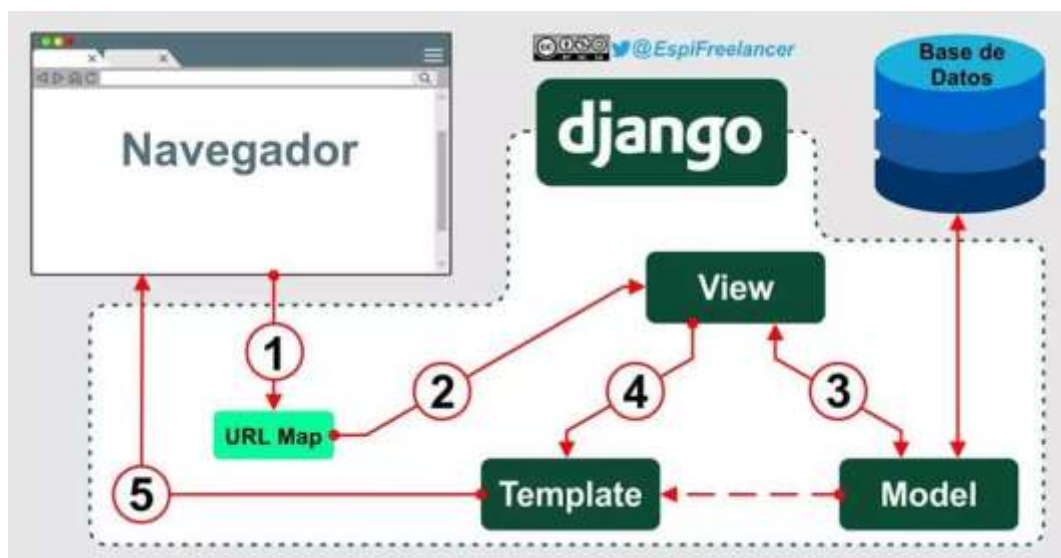 @EspiFreelancer
Base de
Datos
django
Navegador
View
1
2
4
3
URL Map
5
Template
Model